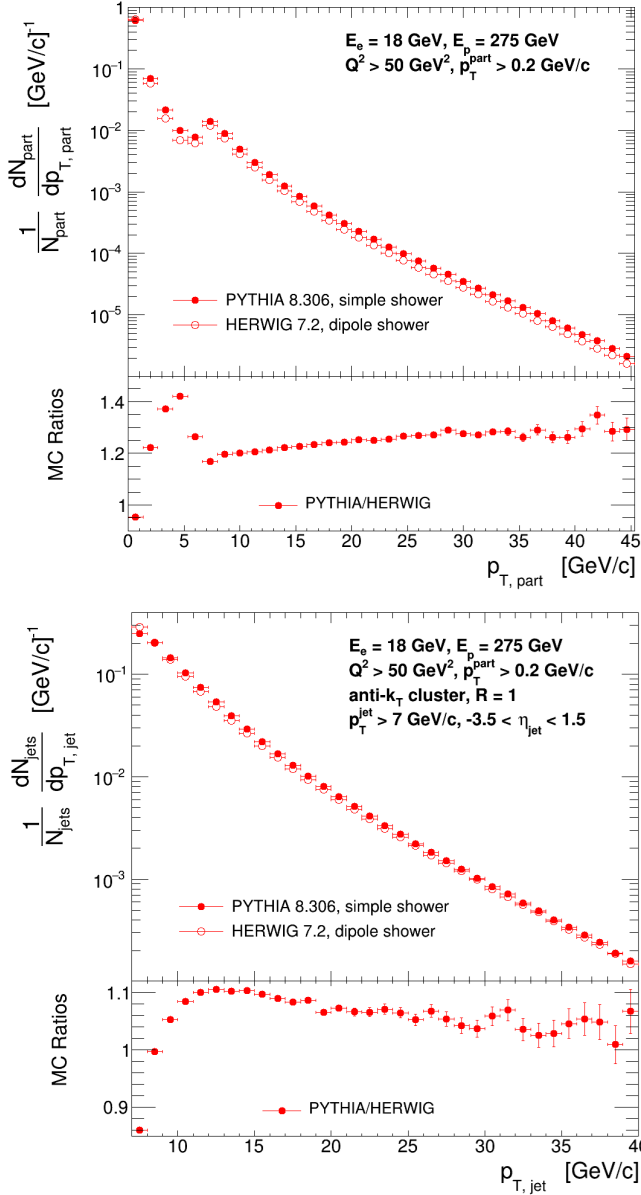 1/N_part dN_part/dp_T, part [GeV/c]^-1
1
10^-1
10^-2
10^-3
10^-4
10^-5
E_e = 18 GeV, E_p = 275 GeV
Q^2 > 50 GeV^2, p_T^part > 0.2 GeV/c
PYTHIA 8.306, simple shower
HERWIG 7.2, dipole shower
MC Ratios
1.4
1.2
1
PYTHIA/HERWIG
0 5 10 15 20 25 30 35 40 45
p_T, part [GeV/c]
1/N_jets dN_jets/dp_T, jet [GeV/c]^-1
10^-1
10^-2
10^-3
E_e = 18 GeV, E_p = 275 GeV
Q^2 > 50 GeV^2, p_T^part > 0.2 GeV/c
anti-k_T cluster, R = 1
p_T^jet > 7 GeV/c, -3.5 < η_jet < 1.5
PYTHIA 8.306, simple shower
HERWIG 7.2, dipole shower
MC Ratios
1.1
1
0.9
PYTHIA/HERWIG
10 15 20 25 30 35 40
p_T, jet [GeV/c]